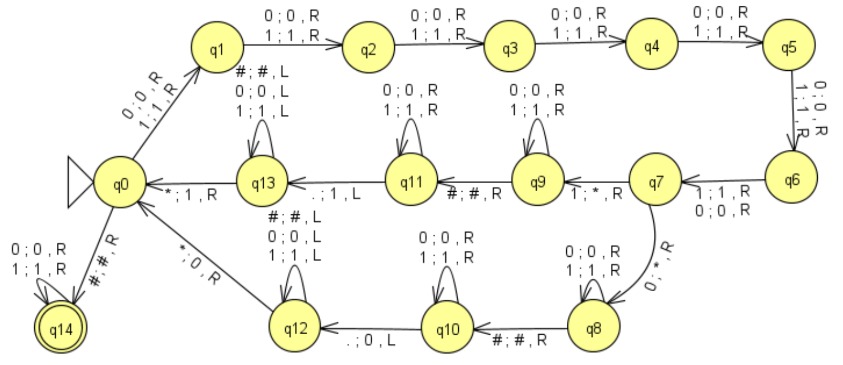 0 ; 0 , R
1 ; 1 , R
0 ; 0 , R
1 ; 1 , R
0 ; 0 , R
1 ; 1 , R
0 ; 0 , R
1 ; 1 , R
q1
q2
q3
q4
q5
0 ; 0 , R
1 ; 1 , R
# ; # , L
0 ; 0 , L
1 ; 1 , L
0 ; 0 , R
1 ; 1 , R
0 ; 0 , R
1 ; 1 , R
0 ; 0 , R
1 ; 1 , R
q0
q13
q11
q9
q7
q6
* ; 1 , R
. ; 1 , L
# ; # , R
1 ; * , R
1 ; 1 , R
0 ; 0 , R
# ; # , R
* ; 0 , R
# ; # , L
0 ; 0 , L
1 ; 1 , L
0 ; 0 , R
1 ; 1 , R
0 ; 0 , R
1 ; 1 , R
0 ; * , R
0 ; 0 , R
1 ; 1 , R
q14
q12
q10
q8
. ; 0 , L
# ; # , R